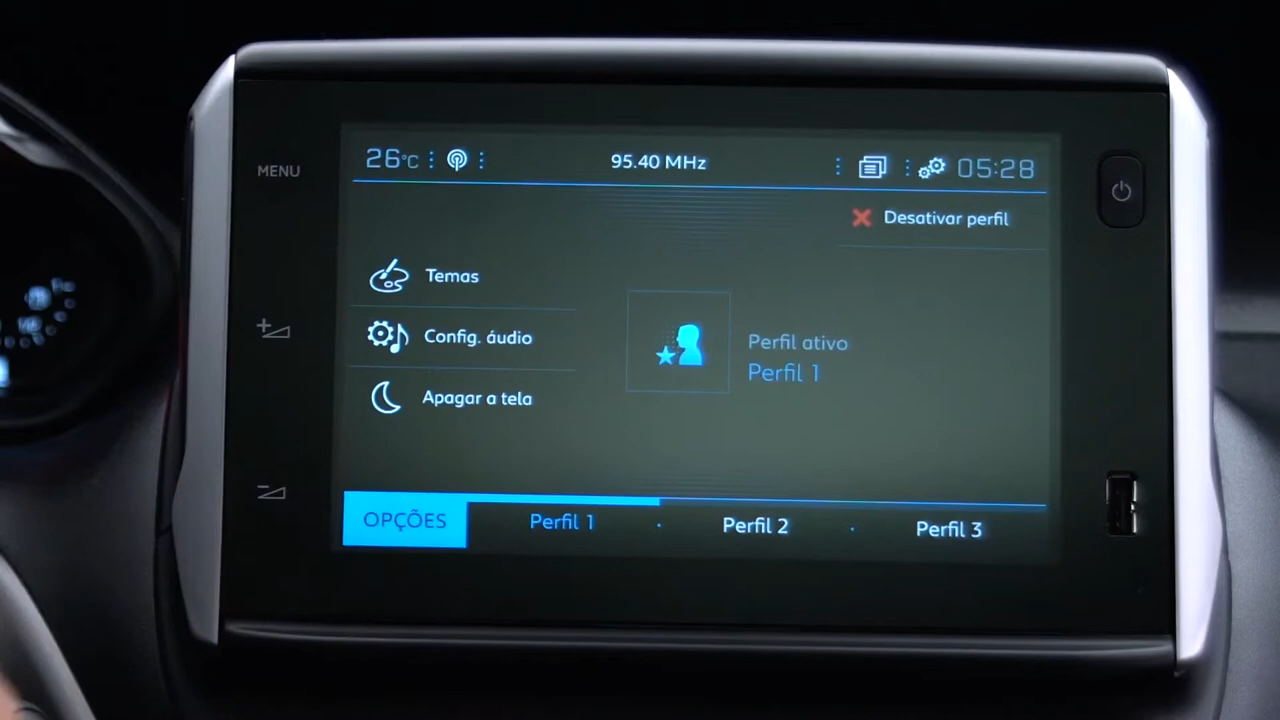 MENU
26°C
95.40 MHz
05:28
Desativar perfil
Temas
Config. áudio
Apagar a tela
Perfil ativo
Perfil 1
OPÇÕES
Perfil 1
Perfil 2
Perfil 3